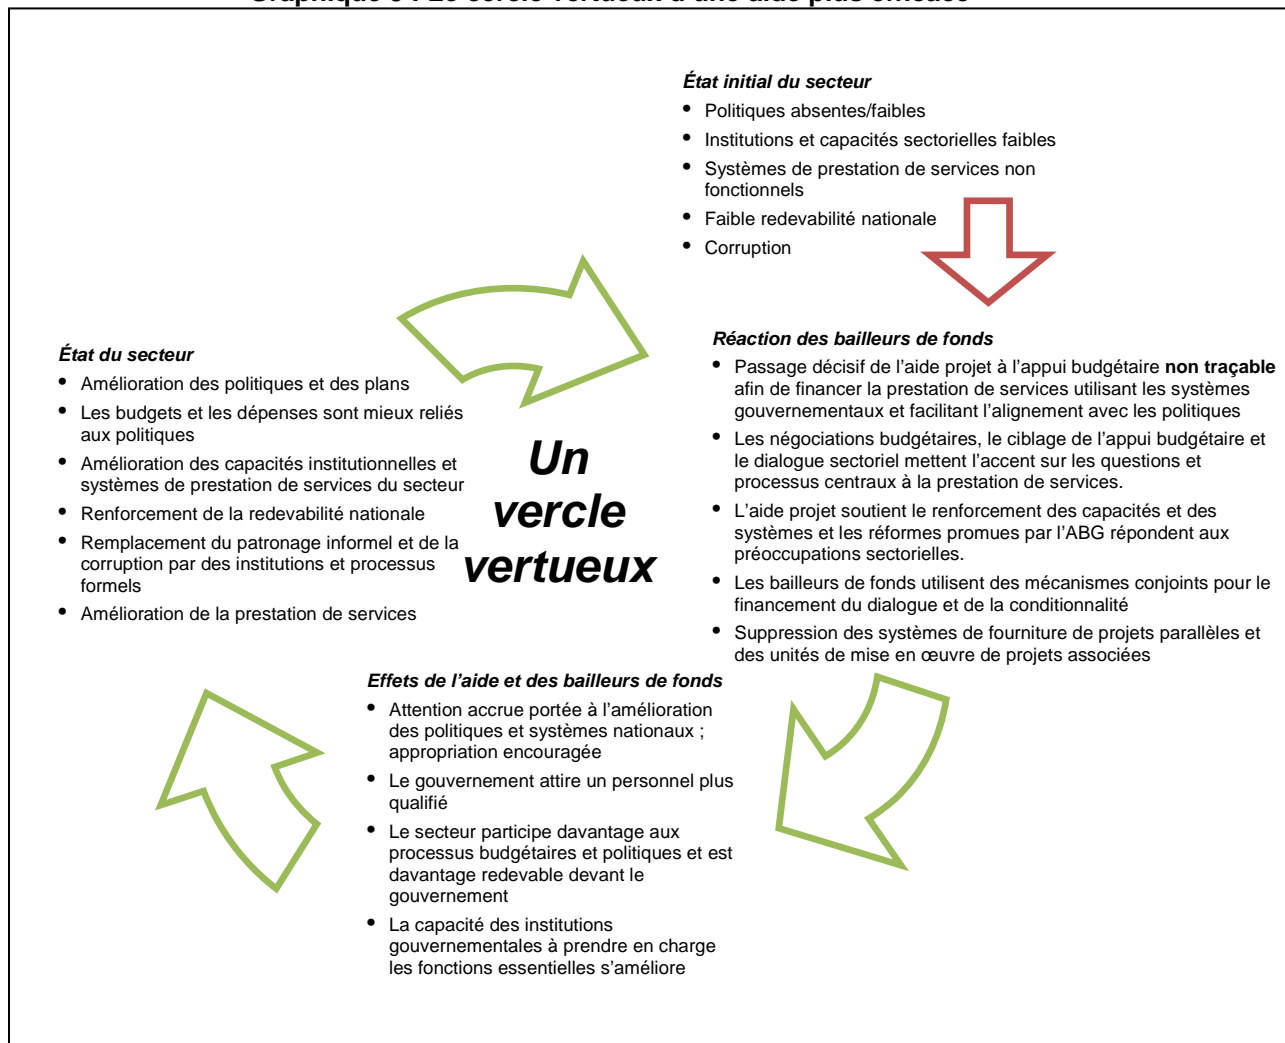 État initial du secteur
• Politiques absentes/faibles
• Institutions et capacités sectorielles faibles
• Systèmes de prestation de services non
fonctionnels
• Faible redevabilité nationale
• Corruption
Réaction des bailleurs de fonds
• Passage décisif de l’aide projet à l’appui budgétaire non traçable
afin de financer la prestation de services utilisant les systèmes
gouvernementaux et facilitant l’alignement avec les politiques
• Les négociations budgétaires, le ciblage de l’appui budgétaire et
le dialogue sectoriel mettent l’accent sur les questions et
processus centraux à la prestation de services.
• L’aide projet soutient le renforcement des capacités et des
systèmes et les réformes promues par l’ABG répondent aux
préoccupations sectorielles.
• Les bailleurs de fonds utilisent des mécanismes conjoints pour le
financement du dialogue et de la conditionnalité
• Suppression des systèmes de fourniture de projets parallèles et
des unités de mise en œuvre de projets associées
Effets de l’aide et des bailleurs de fonds
• Attention accrue portée à l’amélioration
des politiques et systèmes nationaux ;
appropriation encouragée
• Le gouvernement attire un personnel plus
qualifié
• Le secteur participe davantage aux
processus budgétaires et politiques et est
davantage redevable devant le
gouvernement
• La capacité des institutions
gouvernementales à prendre en charge
les fonctions essentielles s’améliore
État du secteur
• Amélioration des politiques et des plans
• Les budgets et les dépenses sont mieux reliés
aux politiques
• Amélioration des capacités institutionnelles et
systèmes de prestation de services du secteur
• Renforcement de la redevabilité nationale
• Remplacement du patronage informel et de la
corruption par des institutions et processus
formels
• Amélioration de la prestation de services
Un
vercle
vertueux